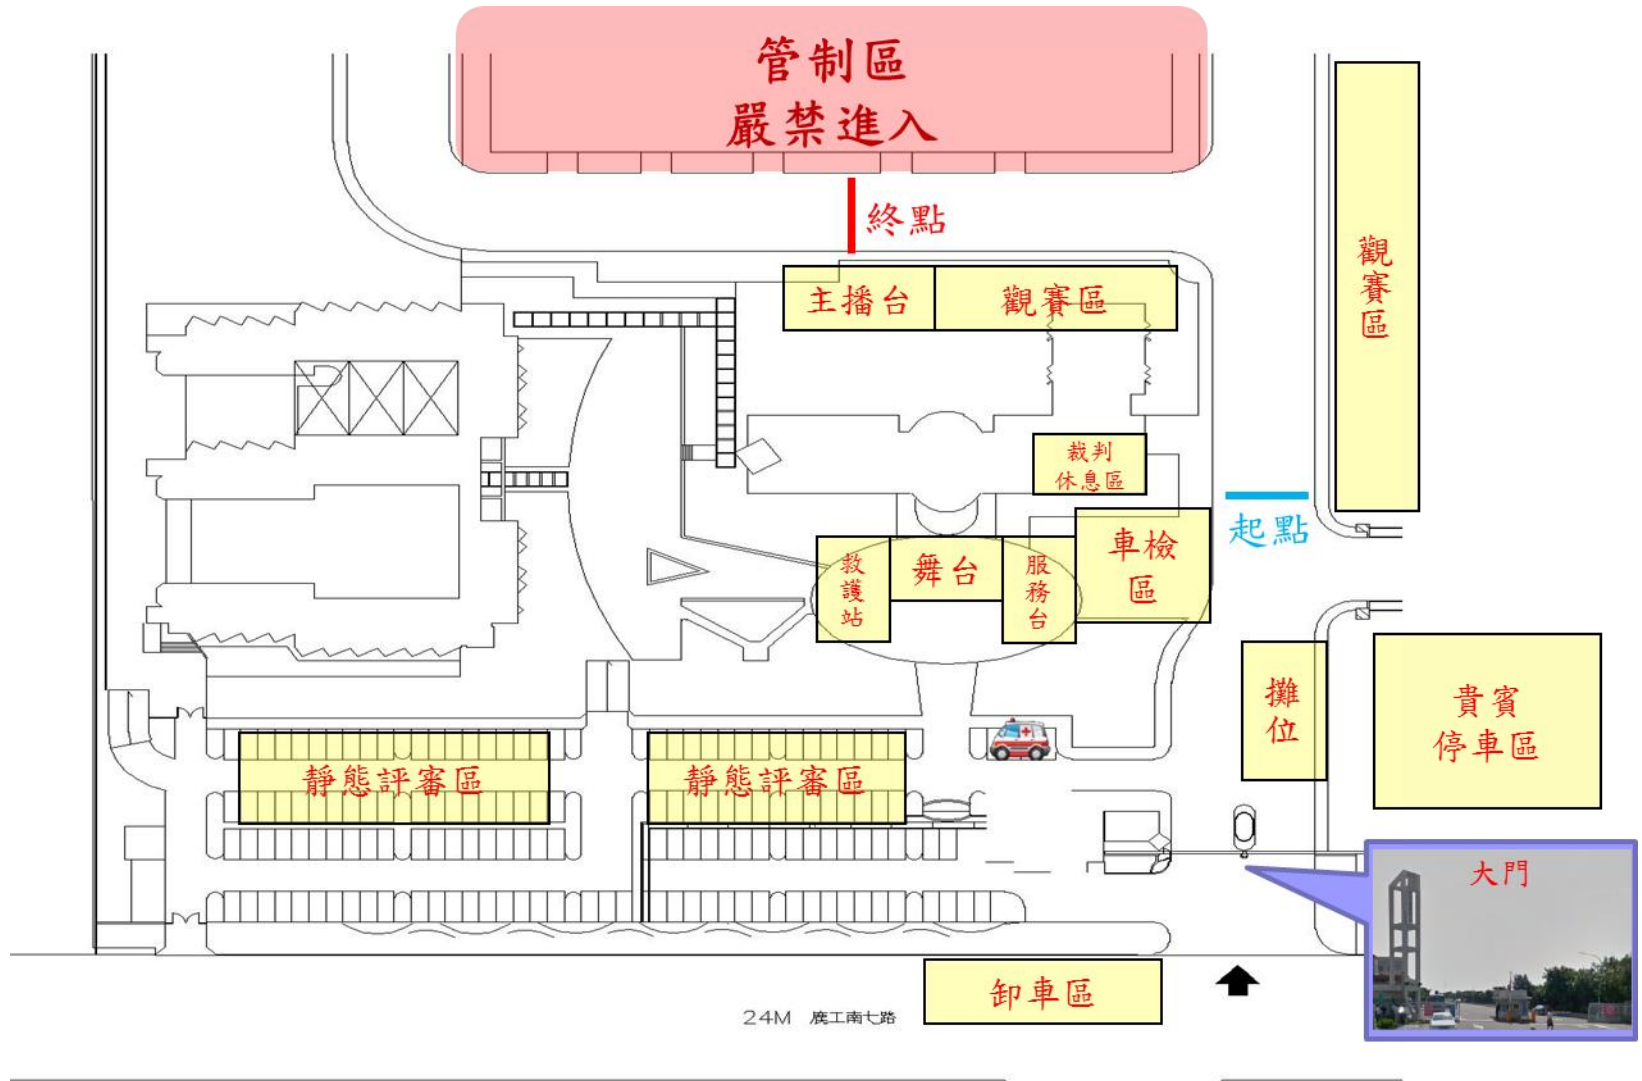 管制區
嚴禁進入
終點
主播台
觀賽區
觀賽區
裁判
休息區
起點
車檢
區
救護站
舞台
服務台
攤位
貴賓
停車區
靜態評審區
靜態評審區
大門
卸車區
24M 鹿工南七路